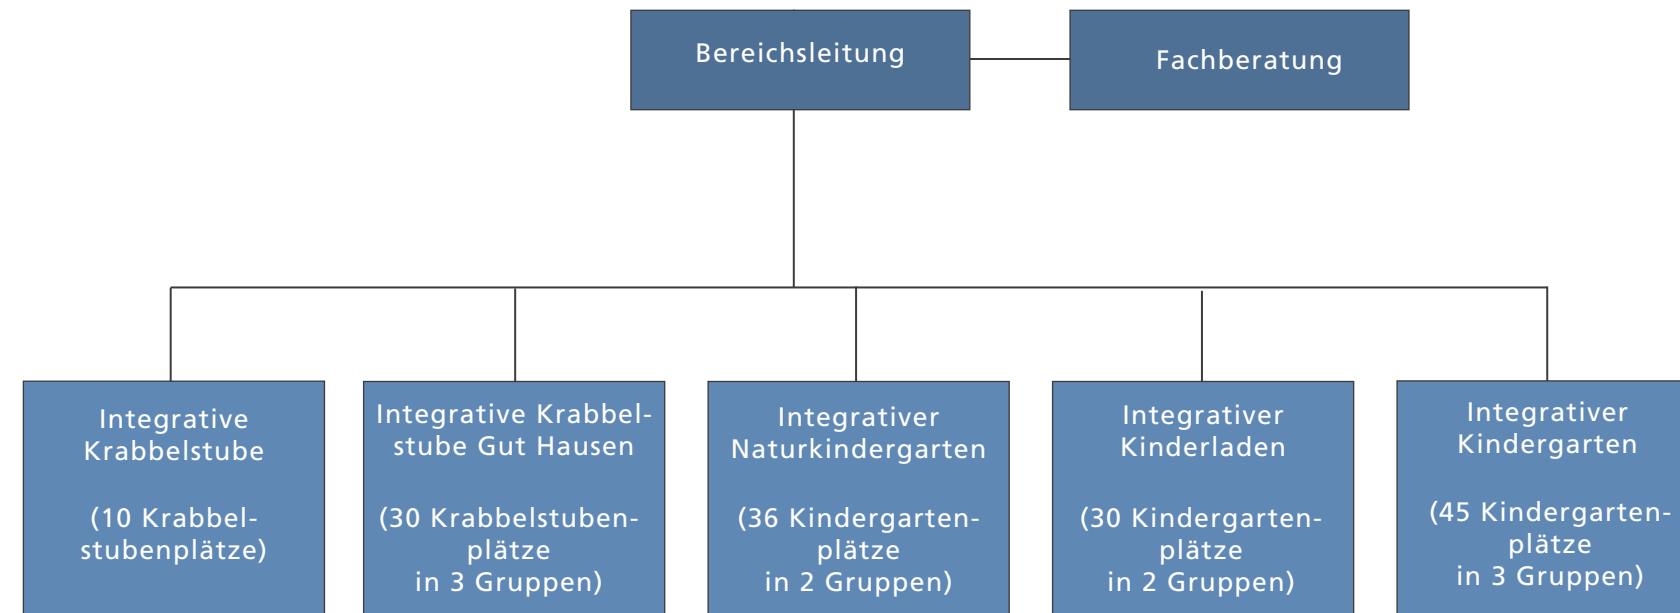 Bereichsleitung
Fachberatung
Integrative
Krabbelstube
(10 Krabbel-
stubenplätze)
Integrative Krabbel-
stube Gut Hausen
(30 Krabbelstuben-
plätze
in 3 Gruppen)
Integrativer
Naturkindergarten
(36 Kindergarten-
plätze
in 2 Gruppen)
Integrativer
Kinderladen
(30 Kindergarten-
plätze
in 2 Gruppen)
Integrativer
Kindergarten
(45 Kindergarten-
plätze
in 3 Gruppen)